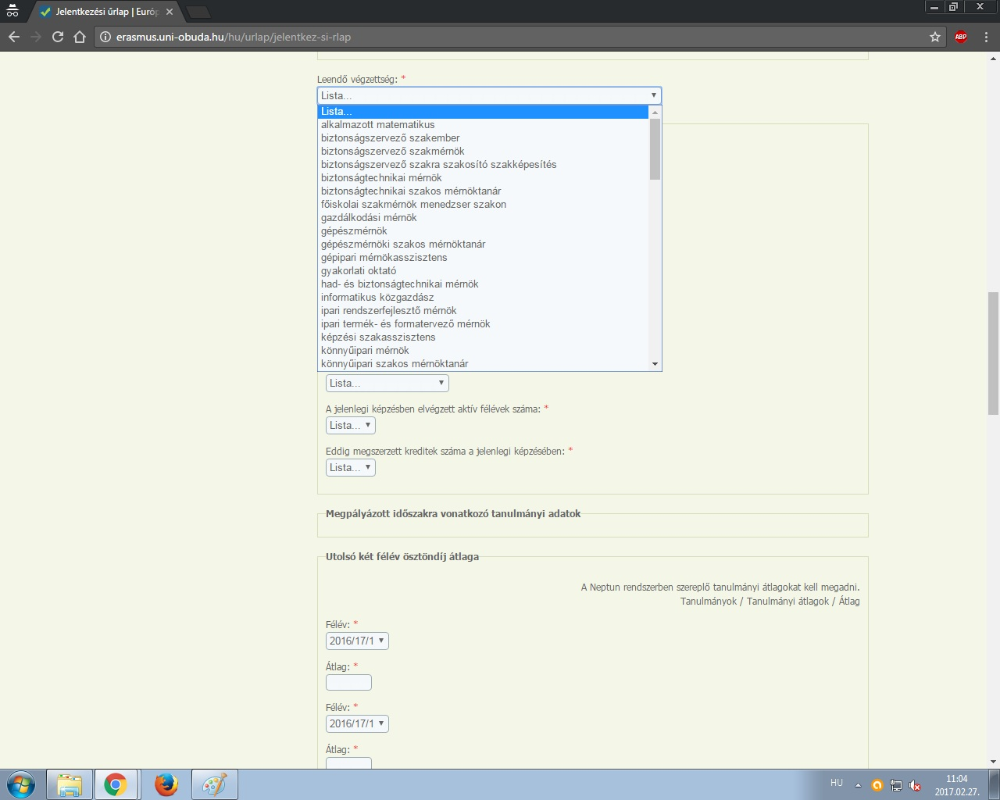 Jelentkezési űrlap | Európ
erasmus.uni-obuda.hu/hu/urlap/jelentkez-si-rlap
ABP
Leendő végzettség: *
Lista...
Lista...
alkalmazott matematikus
biztonságszervező szakember
biztonságszervező szakmérnök
biztonságszervező szakra szakosító szakképesítés
biztonságtechnikai mérnök
biztonságtechnikai szakos mérnöktanár
főiskolai szakmérnök menedzser szakon
gazdálkodási mérnök
gépészmérnök
gépészmérnöki szakos mérnöktanár
gépipari mérnökasszisztens
gyakorlati oktató
had- és biztonságtechnikai mérnök
informatikus közgazdász
ipari rendszerfejlesztő mérnök
ipari termék- és formatervező mérnök
képzési szakasszisztens
könnyűipari mérnök
könnyűipari szakos mérnöktanár
Lista...
A jelenlegi képzésben elvégzett aktív félévek száma: *
Lista...
Eddig megszerzett kreditek száma a jelenlegi képzésében: *
Lista...
Megpályázott időszakra vonatkozó tanulmányi adatok
Utolsó két félév ösztöndíj átlaga
A Neptun rendszerben szereplő tanulmányi átlagokat kell megadni.
Tanulmányok / Tanulmányi átlagok / Átlag
Félév: *
2016/17/1
Átlag: *
Félév: *
2016/17/1
Átlag: *
HU
11:04
2017.02.27.